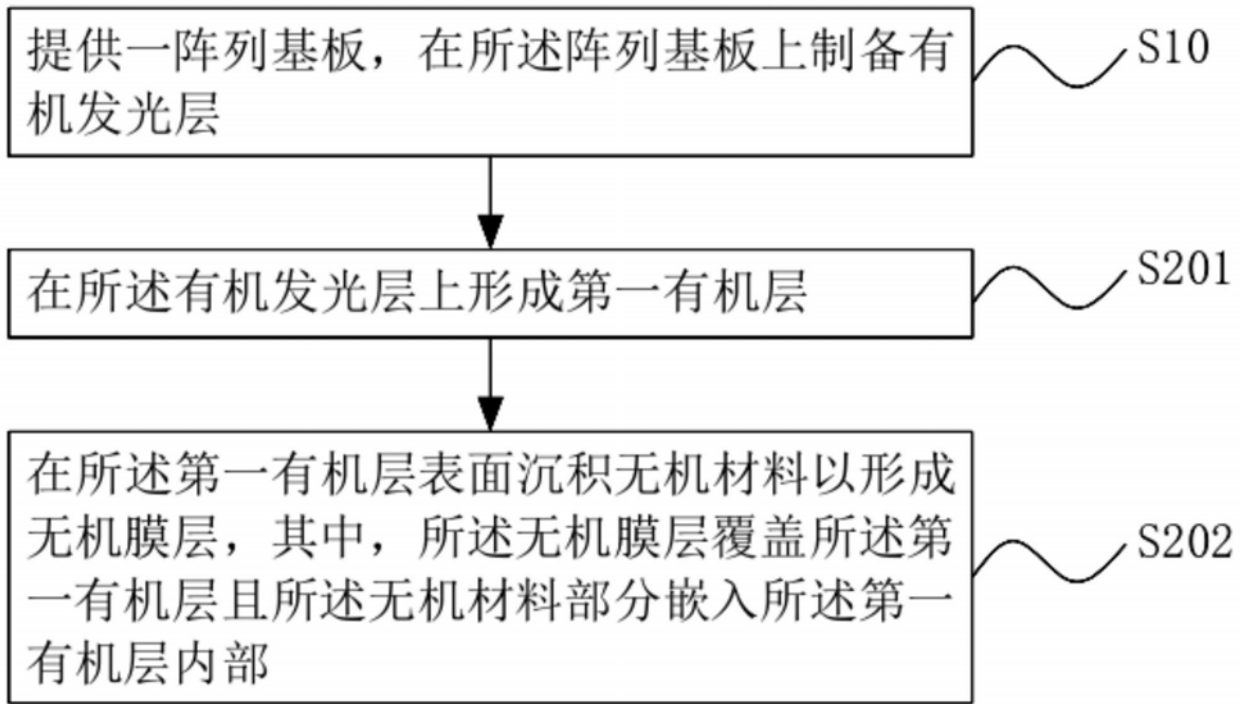 提供一阵列基板，在所述阵列基板上制备有
机发光层
S10
在所述有机发光层上形成第一有机层
S201
在所述第一有机层表面沉积无机材料以形成
无机膜层，其中，所述无机膜层覆盖所述第
一有机层且所述无机材料部分嵌入所述第一
有机层内部
S202